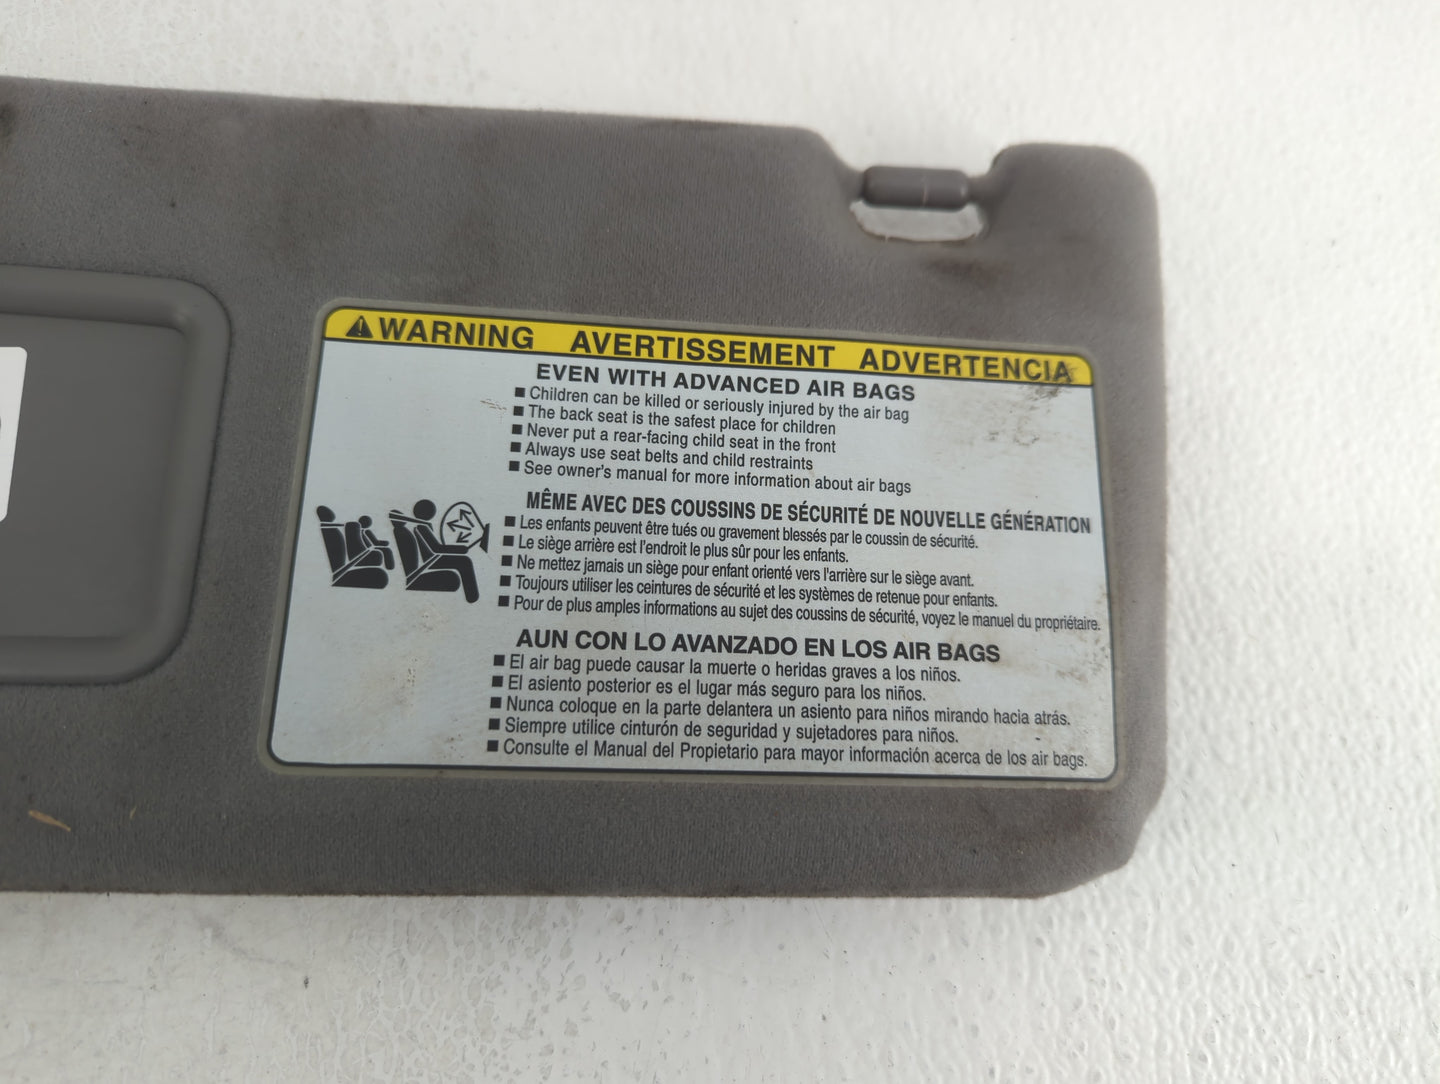 ⚠WARNING AVERTISSEMENT ADVERTENCIA
EVEN WITH ADVANCED AIR BAGS
■ Children can be killed or seriously injured by the air bag
■ The back seat is the safest place for children
■ Never put a rear-facing child seat in the front
■ Always use seat belts and child restraints
■ See owner's manual for more information about air bags
MÊME AVEC DES COUSSINS DE SÉCURITÉ DE NOUVELLE GÉNÉRATION
■ Les enfants peuvent être tués ou gravement blessés par le coussin de sécurité.
■ Le siège arrière est l'endroit le plus sûr pour les enfants.
■ Ne mettez jamais un siège pour enfant orienté vers l'arrière sur le siège avant.
■ Toujours utiliser les ceintures de sécurité et les systèmes de retenue pour enfants.
■ Pour de plus amples informations au sujet des coussins de sécurité, voyez le manuel du propriétaire.
AUN CON LO AVANZADO EN LOS AIR BAGS
■ El air bag puede causar la muerte o heridas graves a los niños.
■ El asiento posterior es el lugar más seguro para los niños.
■ Nunca coloque en la parte delantera un asiento para niños mirando hacia atrás.
■ Siempre utilice cinturón de seguridad y sujetadores para niños.
■ Consulte el Manual del Propietario para mayor información acerca de los air bags.